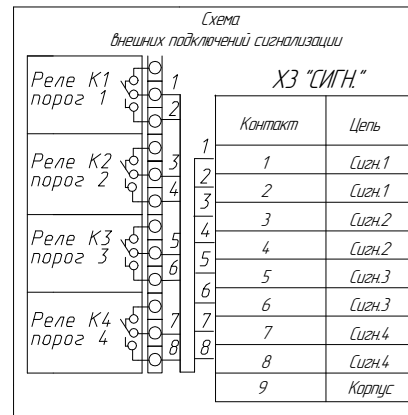 Схема
внешних подключений сигнализации
Реле К1
порог 1
Реле К2
порог 2
Реле К3
порог 3
Реле К4
порог 4
1
2
3
4
5
6
7
8
1
2
3
4
5
6
7
8
Х3 "СИГН."
Контакт Цепь
1 Сигн.1
2 Сигн.1
3 Сигн.2
4 Сигн.2
5 Сигн.3
6 Сигн.3
7 Сигн.4
8 Сигн.4
9 Корпус